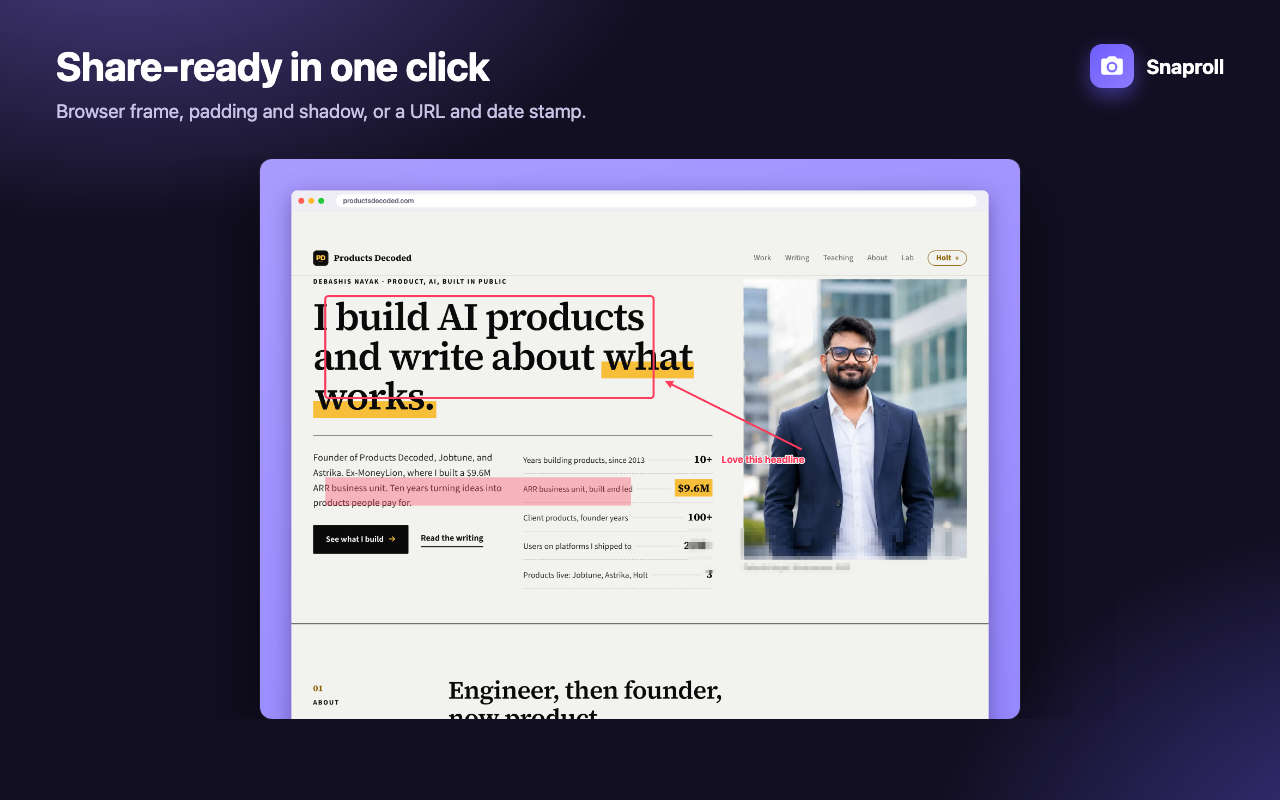 Share-ready in one click
Browser frame, padding and shadow, or a URL and date stamp.
Snaproll
productsdecoded.com
PD Products Decoded
Work Writing Teaching About Lab Holt
DEBASHIS NAYAK · PRODUCT, AI, BUILT IN PUBLIC
I build AI products
and write about what
works.
Love this headline
Founder of Products Decoded, Jobtune, and
Astrika. Ex-MoneyLion, where I built a $9.6M
ARR business unit. Ten years turning ideas into
products people pay for.
See what I build →
Read the writing
Years building products, since 2013 10+
ARR business unit, built and led $9.6M
Client products, founder years 100+
Users on platforms I shipped to
Products live: Jobtune, Astrika, Holt 3
01
ABOUT
Engineer, then founder,
now product